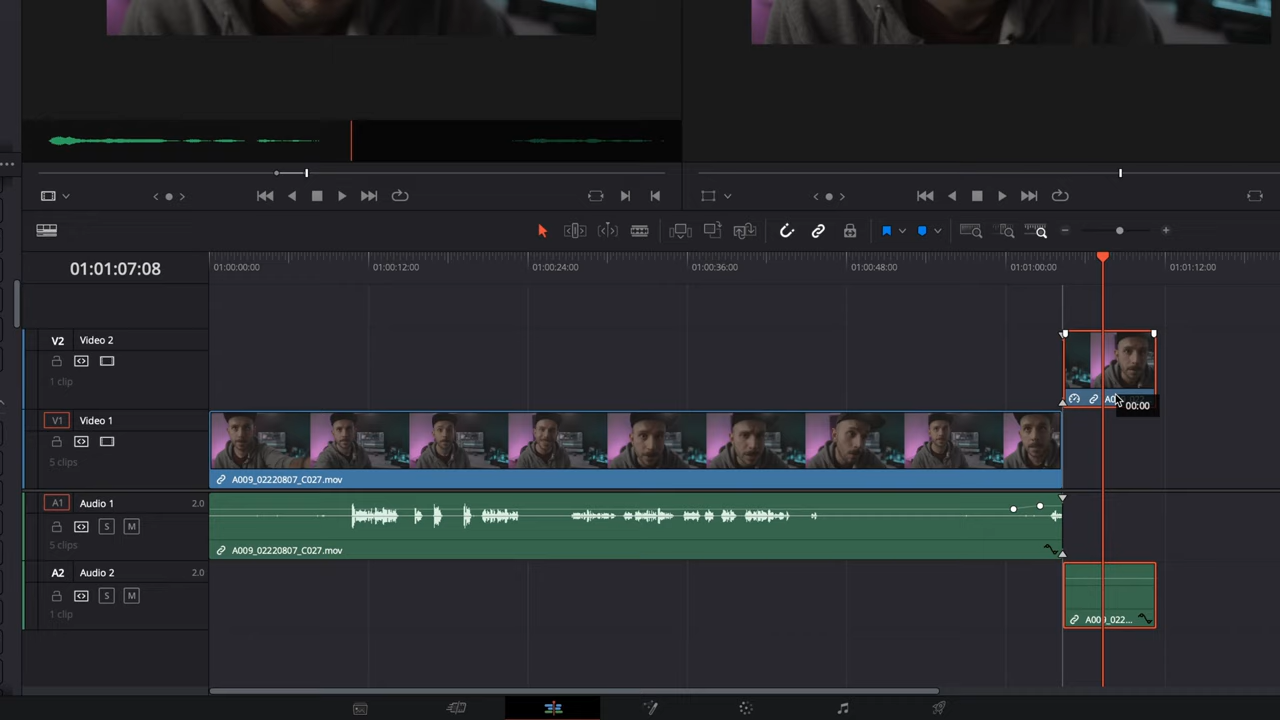 01:01:07:08
01:00:00:00
01:00:12:00
01:00:24:00
01:00:36:00
01:00:48:00
01:01:00:00
01:01:12:00
V2 Video 2
1 clip
00:00
V1 Video 1
5 clips
A009_02220807_C027.mov
A1 Audio 1 2.0
S M
5 clips
A009_02220807_C027.mov
A2 Audio 2 2.0
S M
1 clip